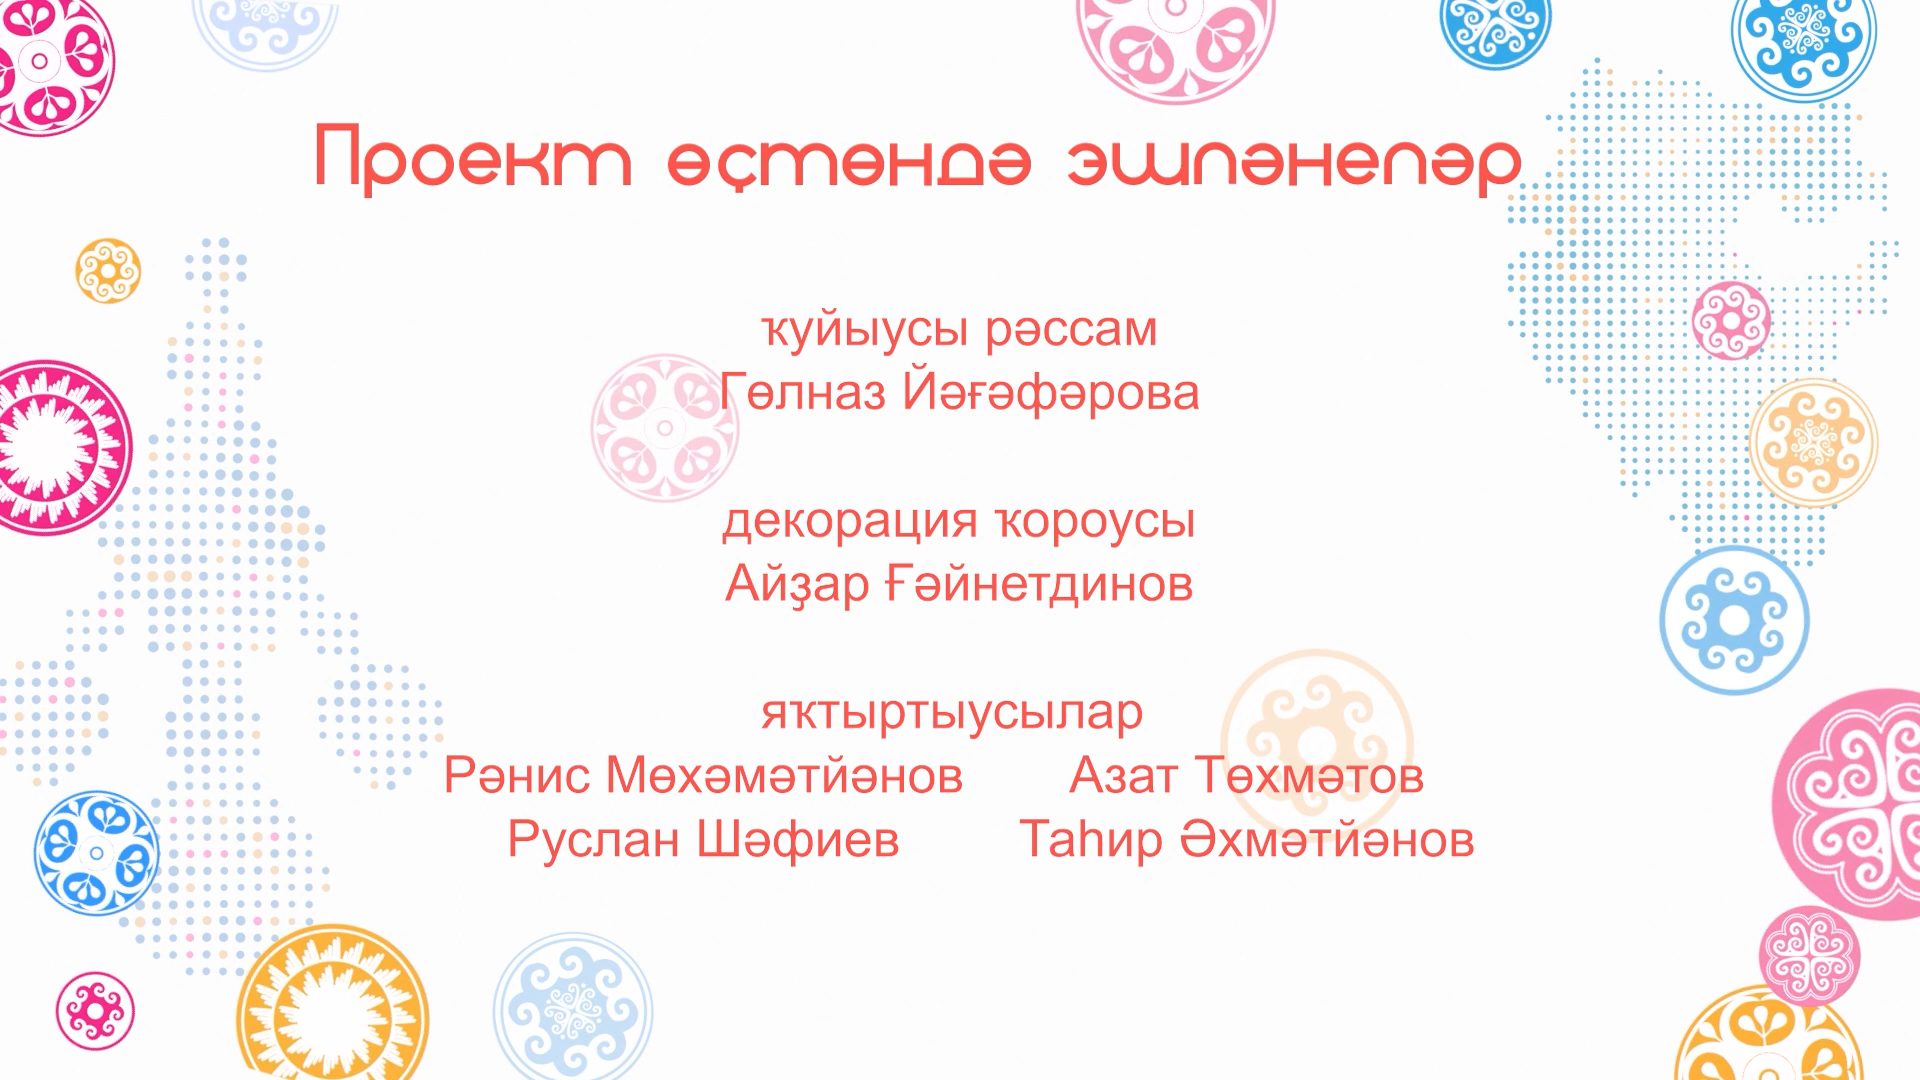 Проект өҫтөндә эшләнеләр
ҡуйыусы рәссам
Гөлназ Йәғәфәрова
декорация ҡороусы
Айҙар Ғәйнетдинов
яҡтыртыусылар
Рәнис Мөхәмәтйәнов Азат Төхмәтов
Руслан Шәфиев Таһир Әхмәтйәнов